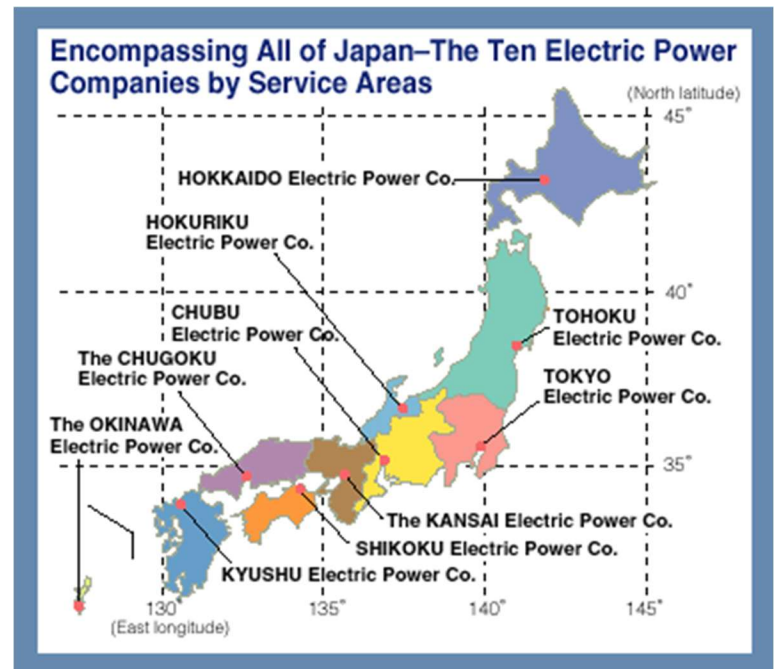 Encompassing All of Japan–The Ten Electric Power
Companies by Service Areas
(North latitude)
45°
HOKKAIDO Electric Power Co.
HOKURIKU
Electric Power Co.
40°
CHUBU
Electric Power Co.
TOHOKU
Electric Power Co.
The CHUGOKU
Electric Power Co.
TOKYO
Electric Power Co.
The OKINAWA
Electric Power Co.
35°
The KANSAI Electric Power Co.
SHIKOKU Electric Power Co.
KYUSHU Electric Power Co.
130°
135°
140°
145°
(East longitude)